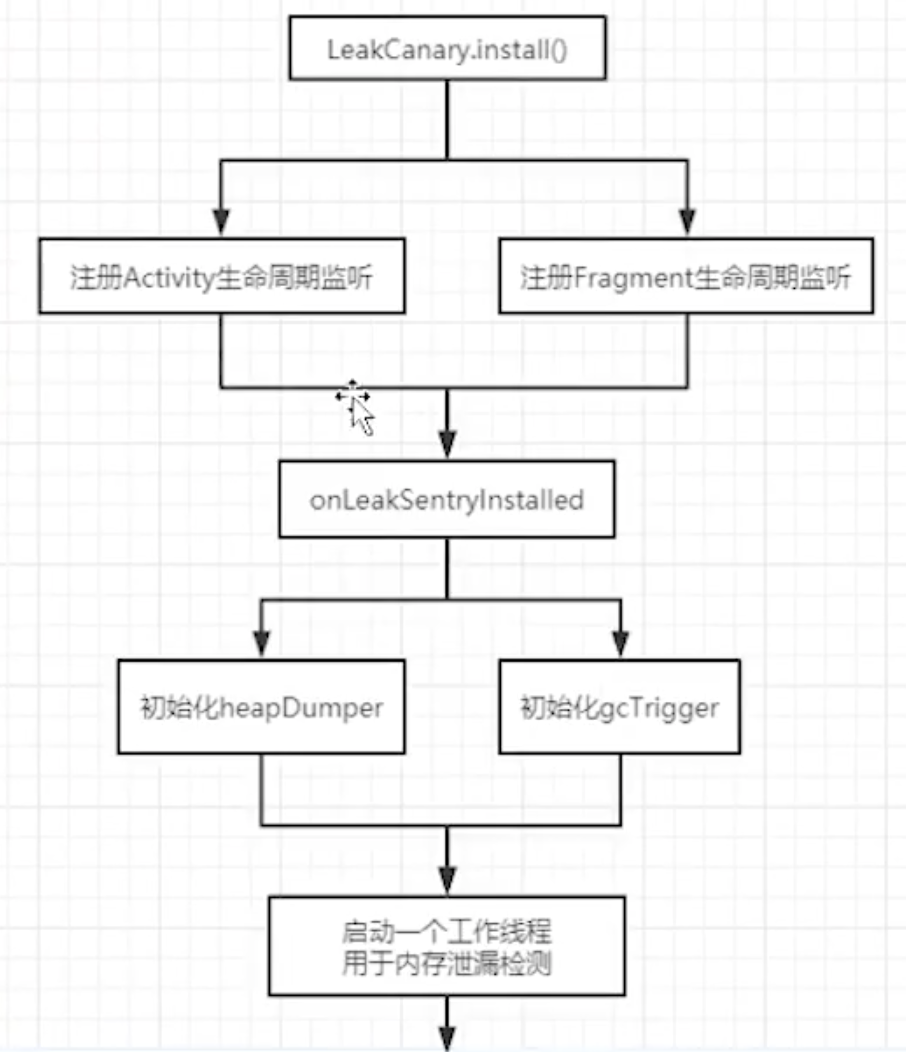 LeakCanary.install()
注册Activity生命周期监听
注册Fragment生命周期监听
onLeakSentryInstalled
初始化heapDumper
初始化gcTrigger
启动一个工作线程
用于内存泄漏检测